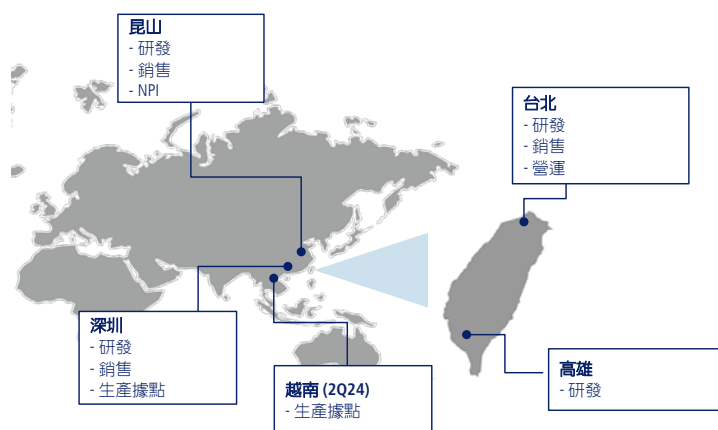 昆山
- 研發
- 銷售
- NPI
台北
- 研發
- 銷售
- 營運
深圳
- 研發
- 銷售
- 生產據點
越南 (2Q24)
- 生產據點
高雄
- 研發